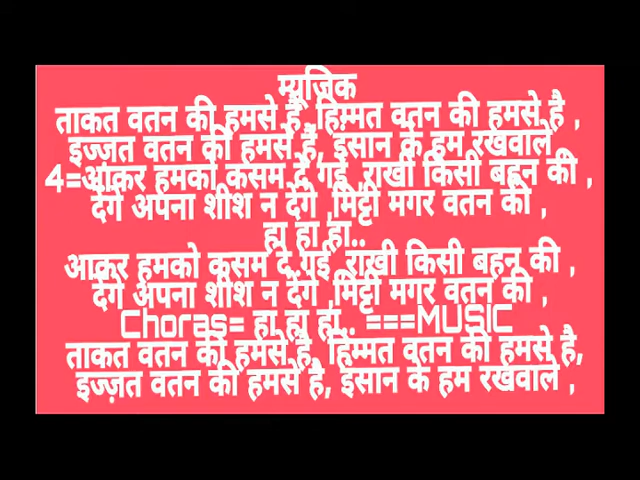 म्यूजिक
ताकत वतन की हमसे है, हिम्मत वतन की हमसे है ,
इज्ज़त वतन की हमसे है, इंसान के हम रखवाले
4=आकर हमको कसम दे गई ,राखी किसी बहन की ,
देंगे अपना शीश न देंगे ,मिट्टी मगर वतन की ,
हा हा हा..
आकर हमको कसम दे गई ,राखी किसी बहन की ,
देंगे अपना शीश न देंगे ,मिट्टी मगर वतन की ,
Choras= हा हा हा.. ===MUSIC
ताकत वतन की हमसे है, हिम्मत वतन की हमसे है,
इज्ज़त वतन की हमसे है, इंसान के हम रखवाले ,